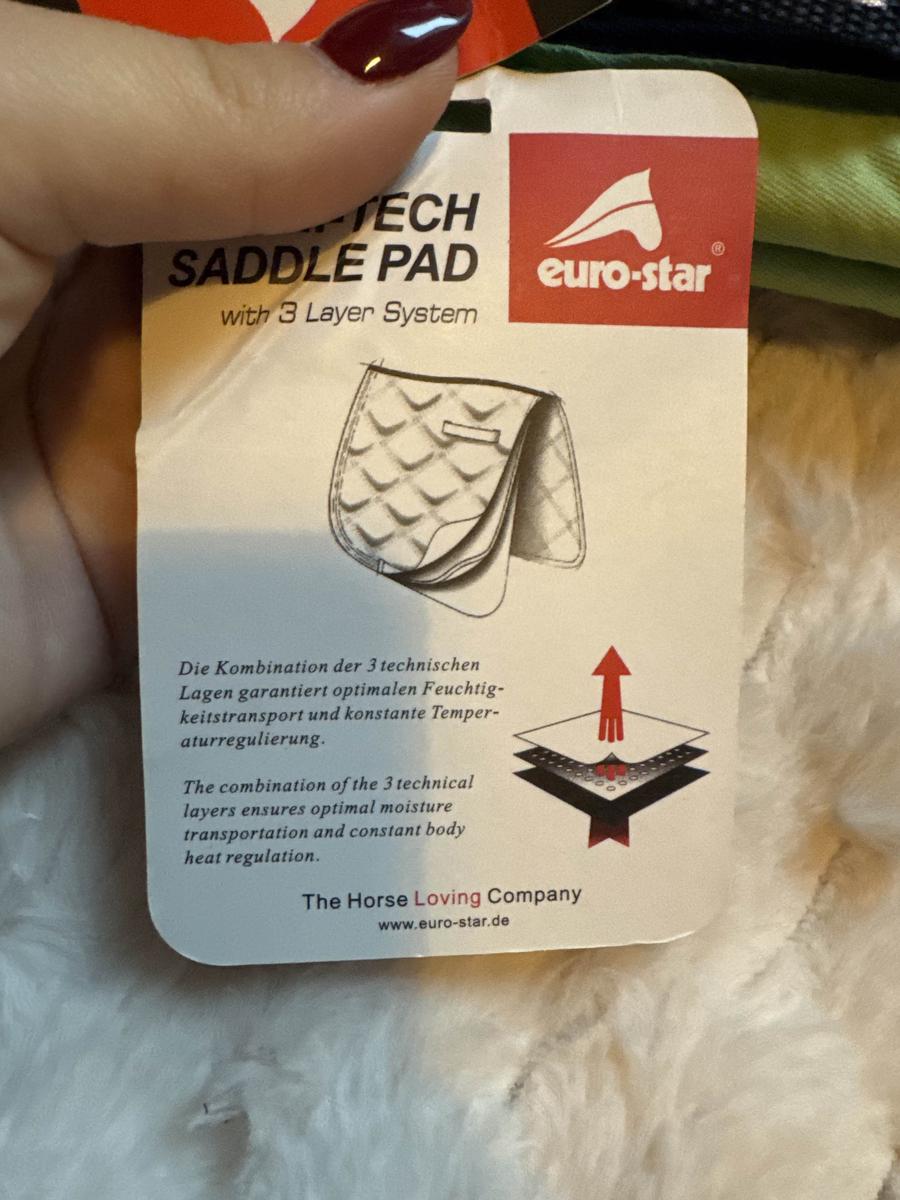 SADDLE PAD
with 3 Layer System
euro-star®
Die Kombination der 3 technischen
Lagen garantiert optimalen Feuchtig-
keitstransport und konstante Temper-
aturregulierung.
The combination of the 3 technical
layers ensures optimal moisture
transportation and constant body
heat regulation.
The Horse Loving Company
www.euro-star.de